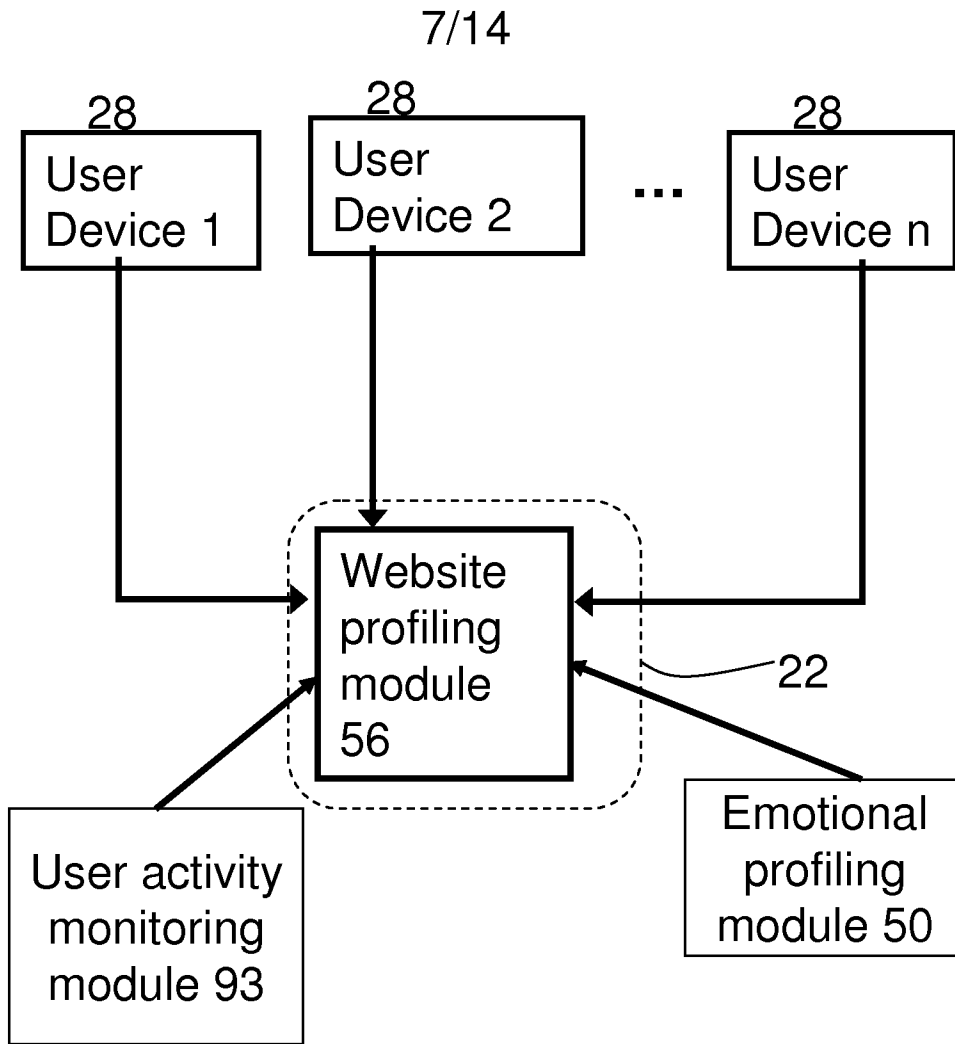 7/14
28
User
Device 1
28
User
Device 2
...
28
User
Device n
Website
profiling
module
56
22
User activity
monitoring
module 93
Emotional
profiling
module 50